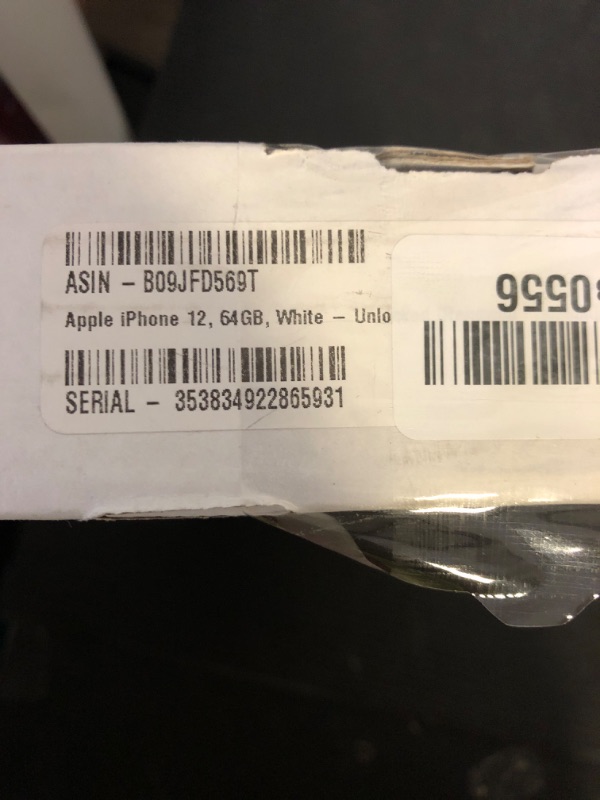 ASIN – B09JFD569T
Apple iPhone 12, 64GB, White – Unlo
SERIAL – 353834922865931
0556